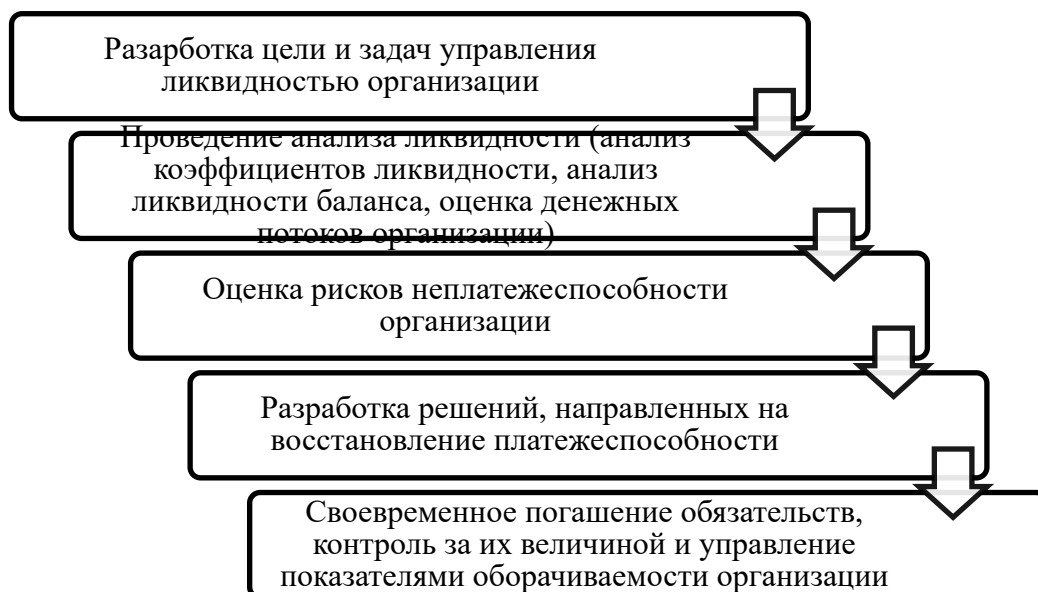 Разарботка цели и задач управления
ликвидностью организации
Проведение анализа ликвидности (анализ
коэффициентов ликвидности, анализ
ликвидности баланса, оценка денежных
потоков организации)
Оценка рисков неплатежеспособности
организации
Разработка решений, направленных на
восстановление платежеспособности
Своевременное погашение обязательств,
контроль за их величиной и управление
показателями оборачиваемости организации